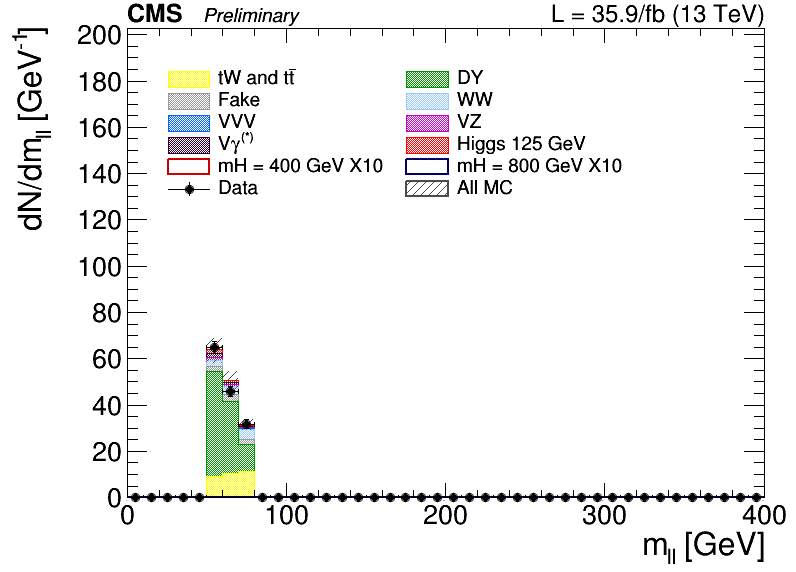 CMS Preliminary L = 35.9/fb (13 TeV)
dN/dm_ll [GeV^-1]
200
180
160
140
120
100
80
60
40
20
0
tW and tt̄ DY
Fake WW
VVV VZ
Vγ^(*) Higgs 125 GeV
mH = 400 GeV X10 mH = 800 GeV X10
Data All MC
0 100 200 300 400
m_ll [GeV]